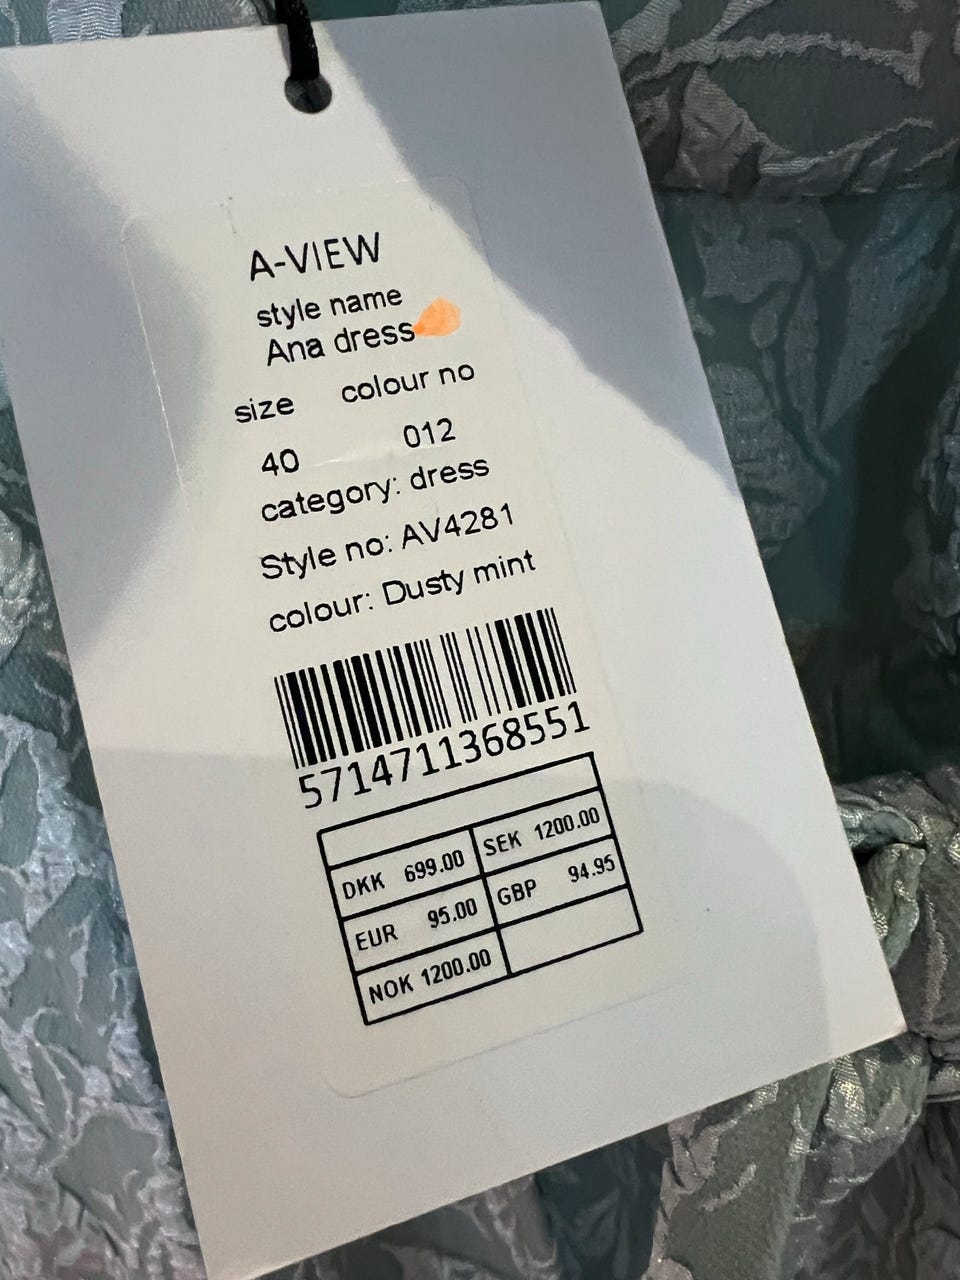 A-VIEW
style name
Ana dress
size colour no
40 012
category: dress
Style no: AV4281
colour: Dusty mint
5714711368551
DKK 699.00 SEK 1200.00
EUR 95.00 GBP 94.95
NOK 1200.00